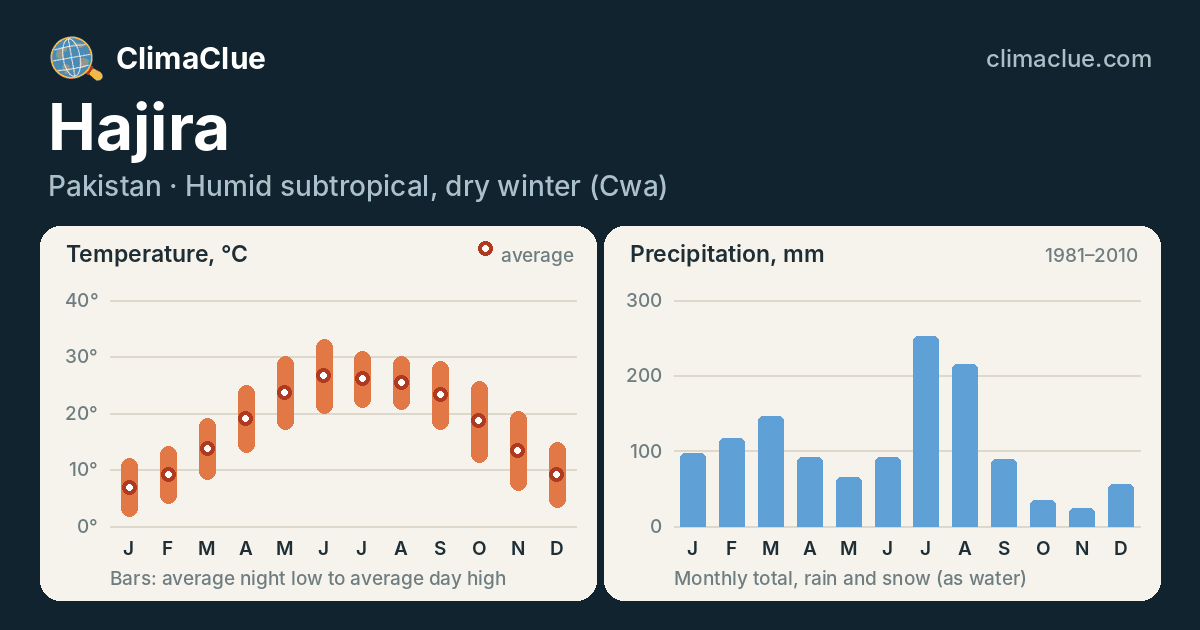 ClimaClue
climaclue.com
Hajira
Pakistan · Humid subtropical, dry winter (Cwa)
Temperature, °C
average
40°
30°
20°
10°
0°
J F M A M J J A S O N D
Bars: average night low to average day high
Precipitation, mm
1981–2010
300
200
100
0
J F M A M J J A S O N D
Monthly total, rain and snow (as water)